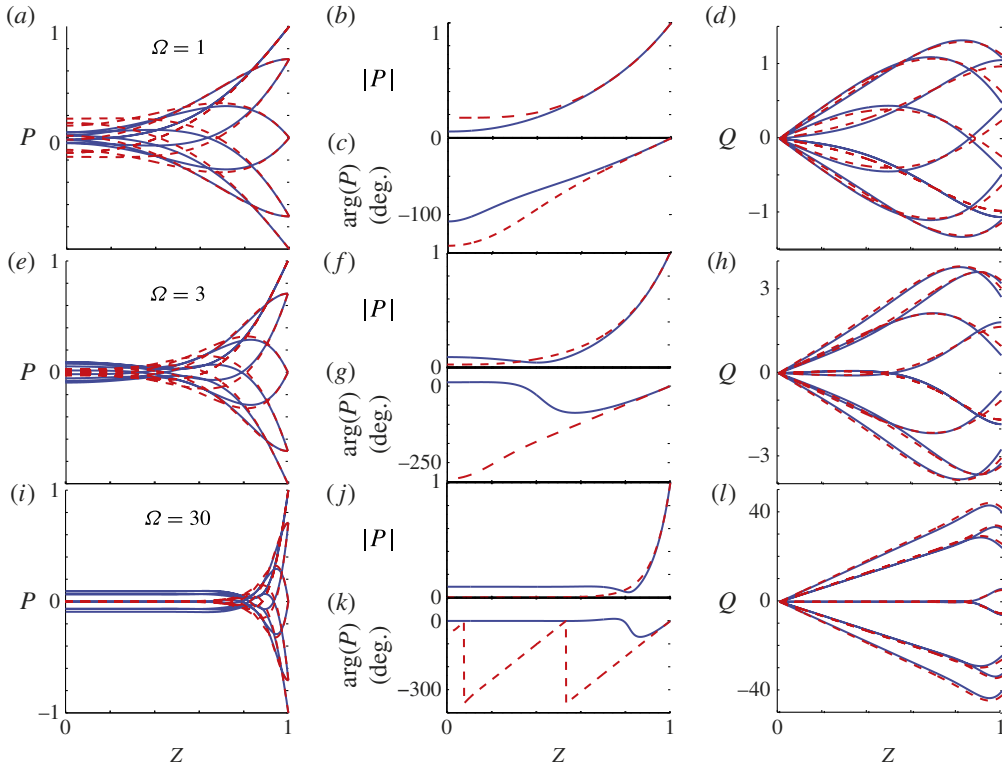 (a) (b) (d)
1 1
Ω = 1 |P| 1
P 0 Q 0
0 (c)
arg(P) (deg.) −100 −1
1
(e) (f) (h)
Ω = 3 |P| 3
P 0 Q 0
0 (g)
0
arg(P) (deg.) −250 −3
1
(i) (j) (l)
1 40
Ω = 30 |P|
P 0 Q 0
0 (k)
0
arg(P) (deg.) −300 −40
−1
0 1 0 1 0 1
Z Z Z